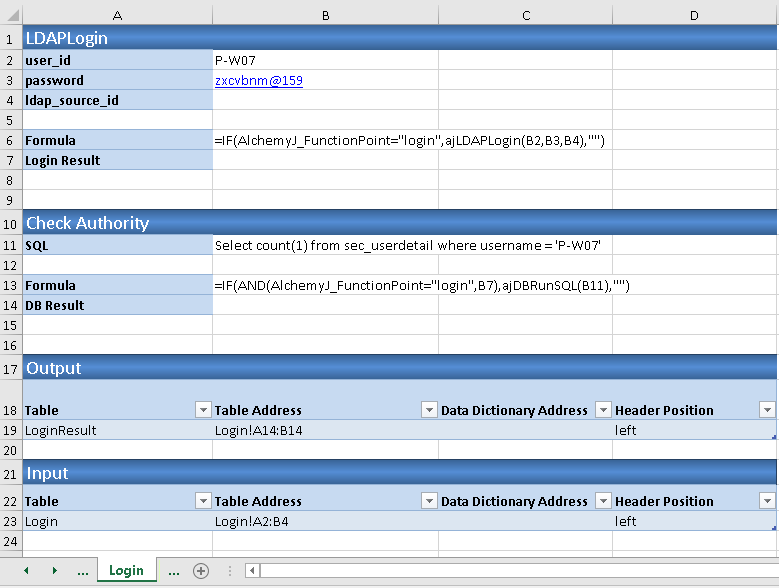 A B C D
1 LDAPLogin
2 user_id P-W07
3 password zxcvbnm@159
4 ldap_source_id
5
6 Formula =IF(AlchemyJ_FunctionPoint="login",ajLDAPLogin(B2,B3,B4),"")
7 Login Result
8
9
10 Check Authority
11 SQL Select count(1) from sec_userdetail where username = 'P-W07'
12
13 Formula =IF(AND(AlchemyJ_FunctionPoint="login",B7),ajDBRunSQL(B11),"")
14 DB Result
15
16
17 Output
18 Table Table Address Data Dictionary Address Header Position
19 LoginResult Login!A14:B14 left
20
21 Input
22 Table Table Address Data Dictionary Address Header Position
23 Login Login!A2:B4 left
24
... Login ...